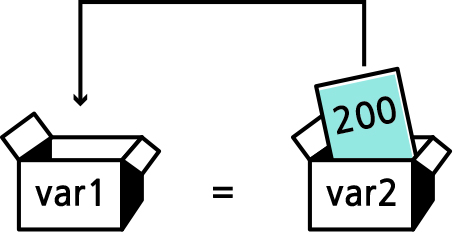 200
var1 = var2